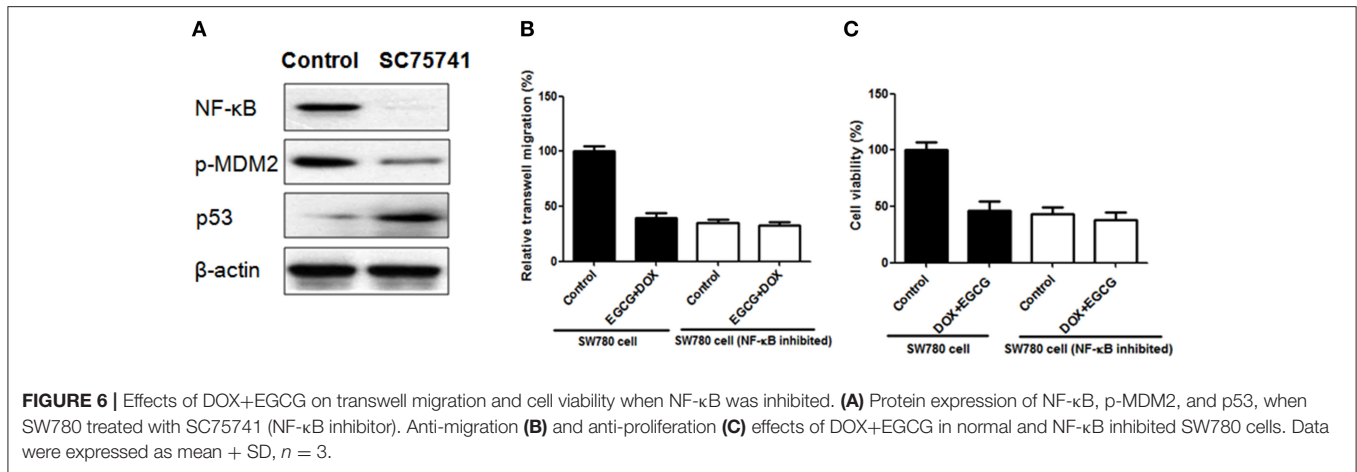 A
Control SC75741
NF-κB
p-MDM2
p53
β-actin
B
Relative transwell migration (%)
150
100
50
0
Control
EGCG+DOX
Control
EGCG+DOX
SW780 cell
SW780 cell (NF-κB inhibited)
C
Cell viability (%)
150
100
50
0
Control
DOX+EGCG
Control
DOX+EGCG
SW780 cell
SW780 cell (NF-κB inhibited)
FIGURE 6 | Effects of DOX+EGCG on transwell migration and cell viability when NF-κB was inhibited. (A) Protein expression of NF-κB, p-MDM2, and p53, when
SW780 treated with SC75741 (NF-κB inhibitor). Anti-migration (B) and anti-proliferation (C) effects of DOX+EGCG in normal and NF-κB inhibited SW780 cells. Data
were expressed as mean + SD, n = 3.